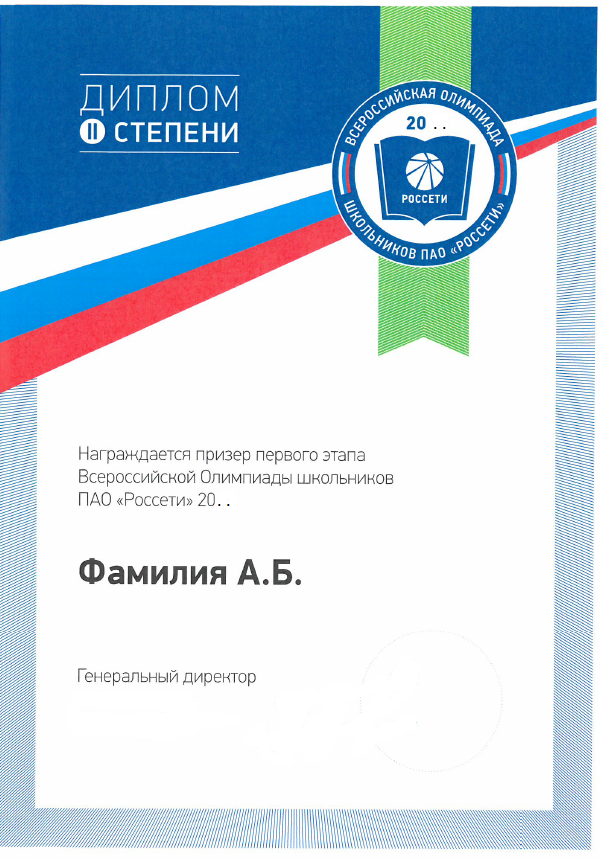 ДИПЛОМ
II СТЕПЕНИ
ВСЕРОССИЙСКАЯ ОЛИМПИАДА
20 . .
РОССЕТИ
ШКОЛЬНИКОВ ПАО «РОССЕТИ»
Награждается призер первого этапа
Всероссийской Олимпиады школьников
ПАО «Россети» 20 . .
Фамилия А.Б.
Генеральный директор